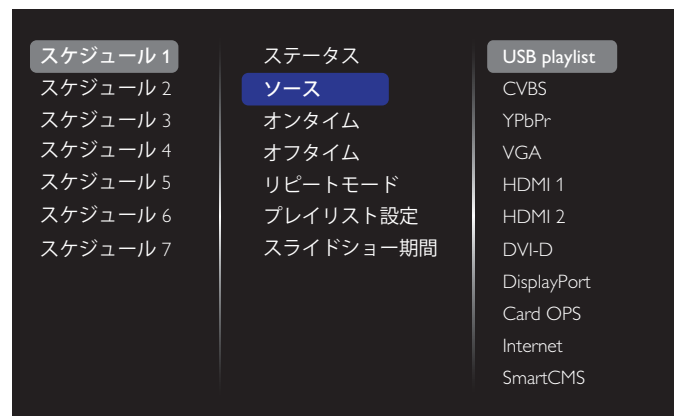 スケジュール 1
スケジュール 2
スケジュール 3
スケジュール 4
スケジュール 5
スケジュール 6
スケジュール 7
ステータス
ソース
オンタイム
オフタイム
リピートモード
プレイリスト設定
スライドショー期間
USB playlist
CVBS
YPbPr
VGA
HDMI 1
HDMI 2
DVI-D
DisplayPort
Card OPS
Internet
SmartCMS